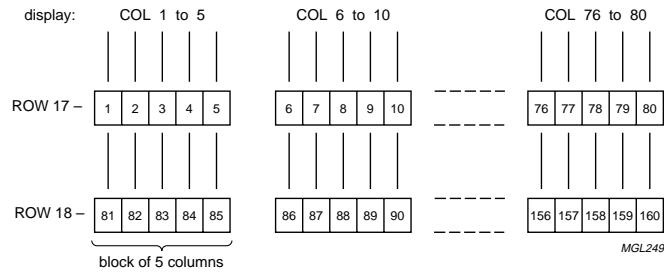 display: COL 1 to 5 COL 6 to 10 COL 76 to 80
ROW 17 – 1 2 3 4 5 6 7 8 9 10 76 77 78 79 80
ROW 18 – 81 82 83 84 85 86 87 88 89 90 156 157 158 159 160
MGL249
block of 5 columns